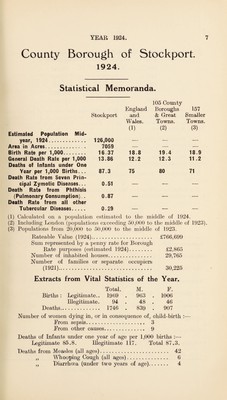 YEAR 1924. 7
County Borough of Stockport.
1924.
Statistical Memoranda.
Stockport England and Wales. (1) 105 County Boroughs & Great Towns. (2) 157 Smaller Towns. (3)
Estimated Population Mid-
year, 1924 126,000 — — —
Area in Acres 7059 — — —
Birth Rate per 1,000 16.37 18.8 19.4 18.9
General Death Rate per 1,000 13.86 12.2 12.3 11.2
Deaths of Infants under One
Year per 1,000 Births 87.3 75 80 71
Death Rate from Seven Prin-
cipal Zymotic Diseases 0.51 — — —
Death Rate from Phthisis
(Pulmonary Consumption) 0.87 — — —
Death Rate from all other
Tubercular Diseases 0.29 — — —
(1) Calculated on a population estimated to the middle of 1924.
(2) Including London (populations exceeding 50,000 to the middle of 1923).
(3) Populations from 20,000 to 50,000 to the middle of 1923.
Rateable Value (1924) £766,690
Sum represented by a penny rate for Borough
Rate purposes (estimated 1924) £2,865
Number of inhabited houses 29,765
Number of families or separate occupiers
(1921) 30,225
Extracts from Vital Statistics of the Year.
Total. M. F.
Births : Legitimate.. 1969 . 963 . 1006
Illegitimate. 94 . 48 . 46
Deaths 1746 . 839 . 907
Number of women dying in, or in consequence of, child-birth :—
From sepsis 3
From other causes 9
Deaths of Infants under one year of age per 1,000 births :—
Legitimate 85.8. Illegitimate 117. Total 87.3.
Deaths from Measles (all ages) 42
„ Whooping Cough (all ages) 6
„ Diarrhœa (under two years of age) 4